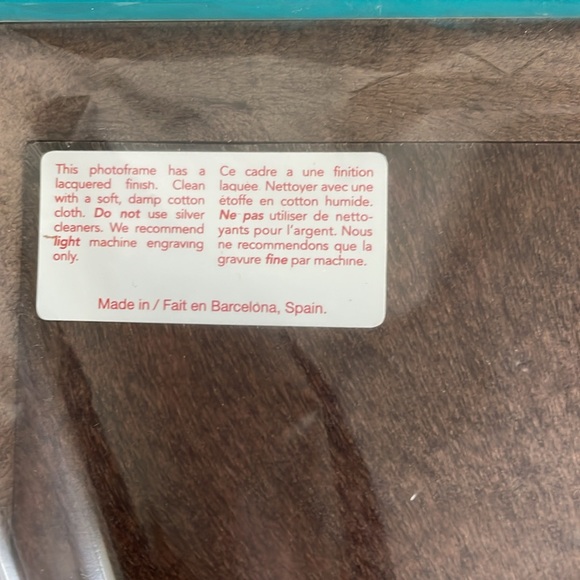 This photoframe has a
lacquered finish. Clean
with a soft, damp cotton
cloth. Do not use silver
cleaners. We recommend
light machine engraving
only.
Ce cadre a une finition
laquee. Nettoyer avec une
étoffe en cotton humide.
Ne pas utiliser de netto-
yants pour l'argent. Nous
ne recommendons que la
gravure fine par machine.
Made in / Fait en Barcelona, Spain.